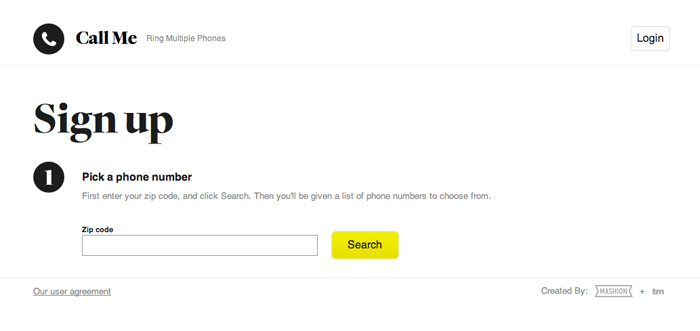 Call Me Ring Multiple Phones Login
Sign up
1 Pick a phone number
First enter your zip code, and click Search. Then you'll be given a list of phone numbers to choose from.
Zip code
Search
Our user agreement Created By: MASHION + tm